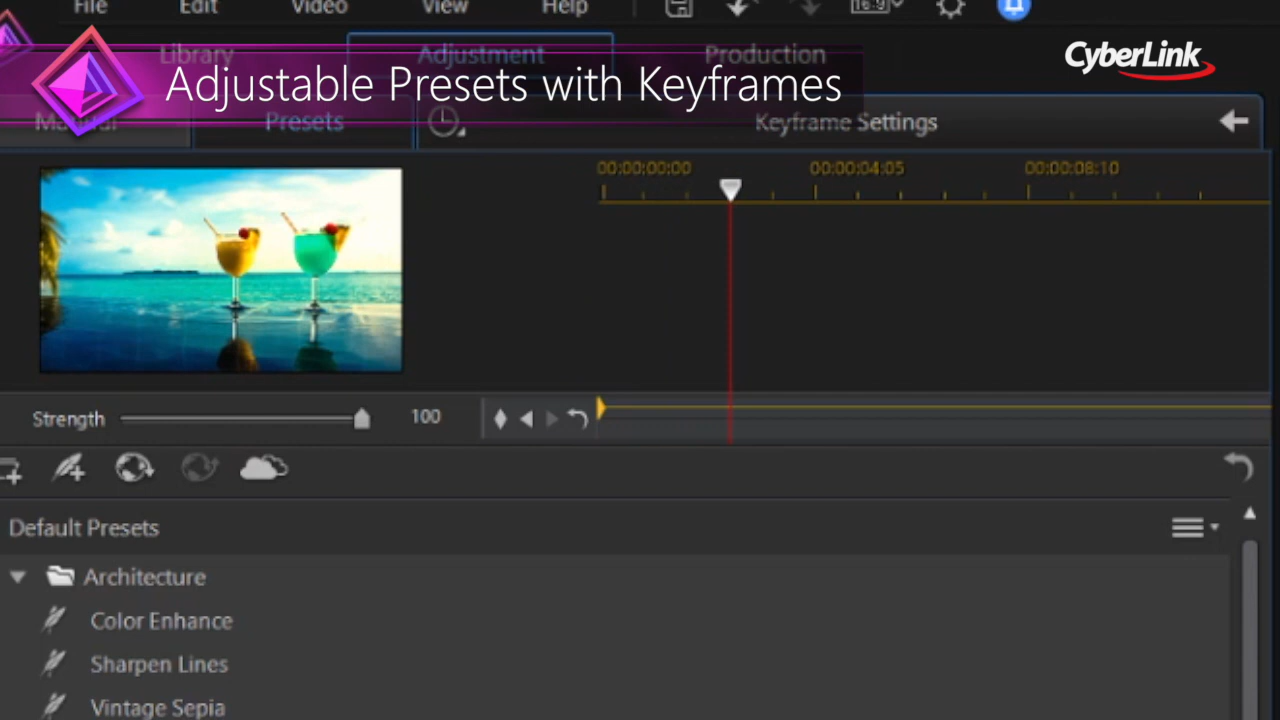 File Edit Video View Help 16:9
CyberLink
Library Adjustment Production
Adjustable Presets with Keyframes
Manual Presets Keyframe Settings
00:00:00:00 00:00:04:05 00:00:08:10
Strength 100
Default Presets
Architecture
Color Enhance
Sharpen Lines
Vintage Sepia